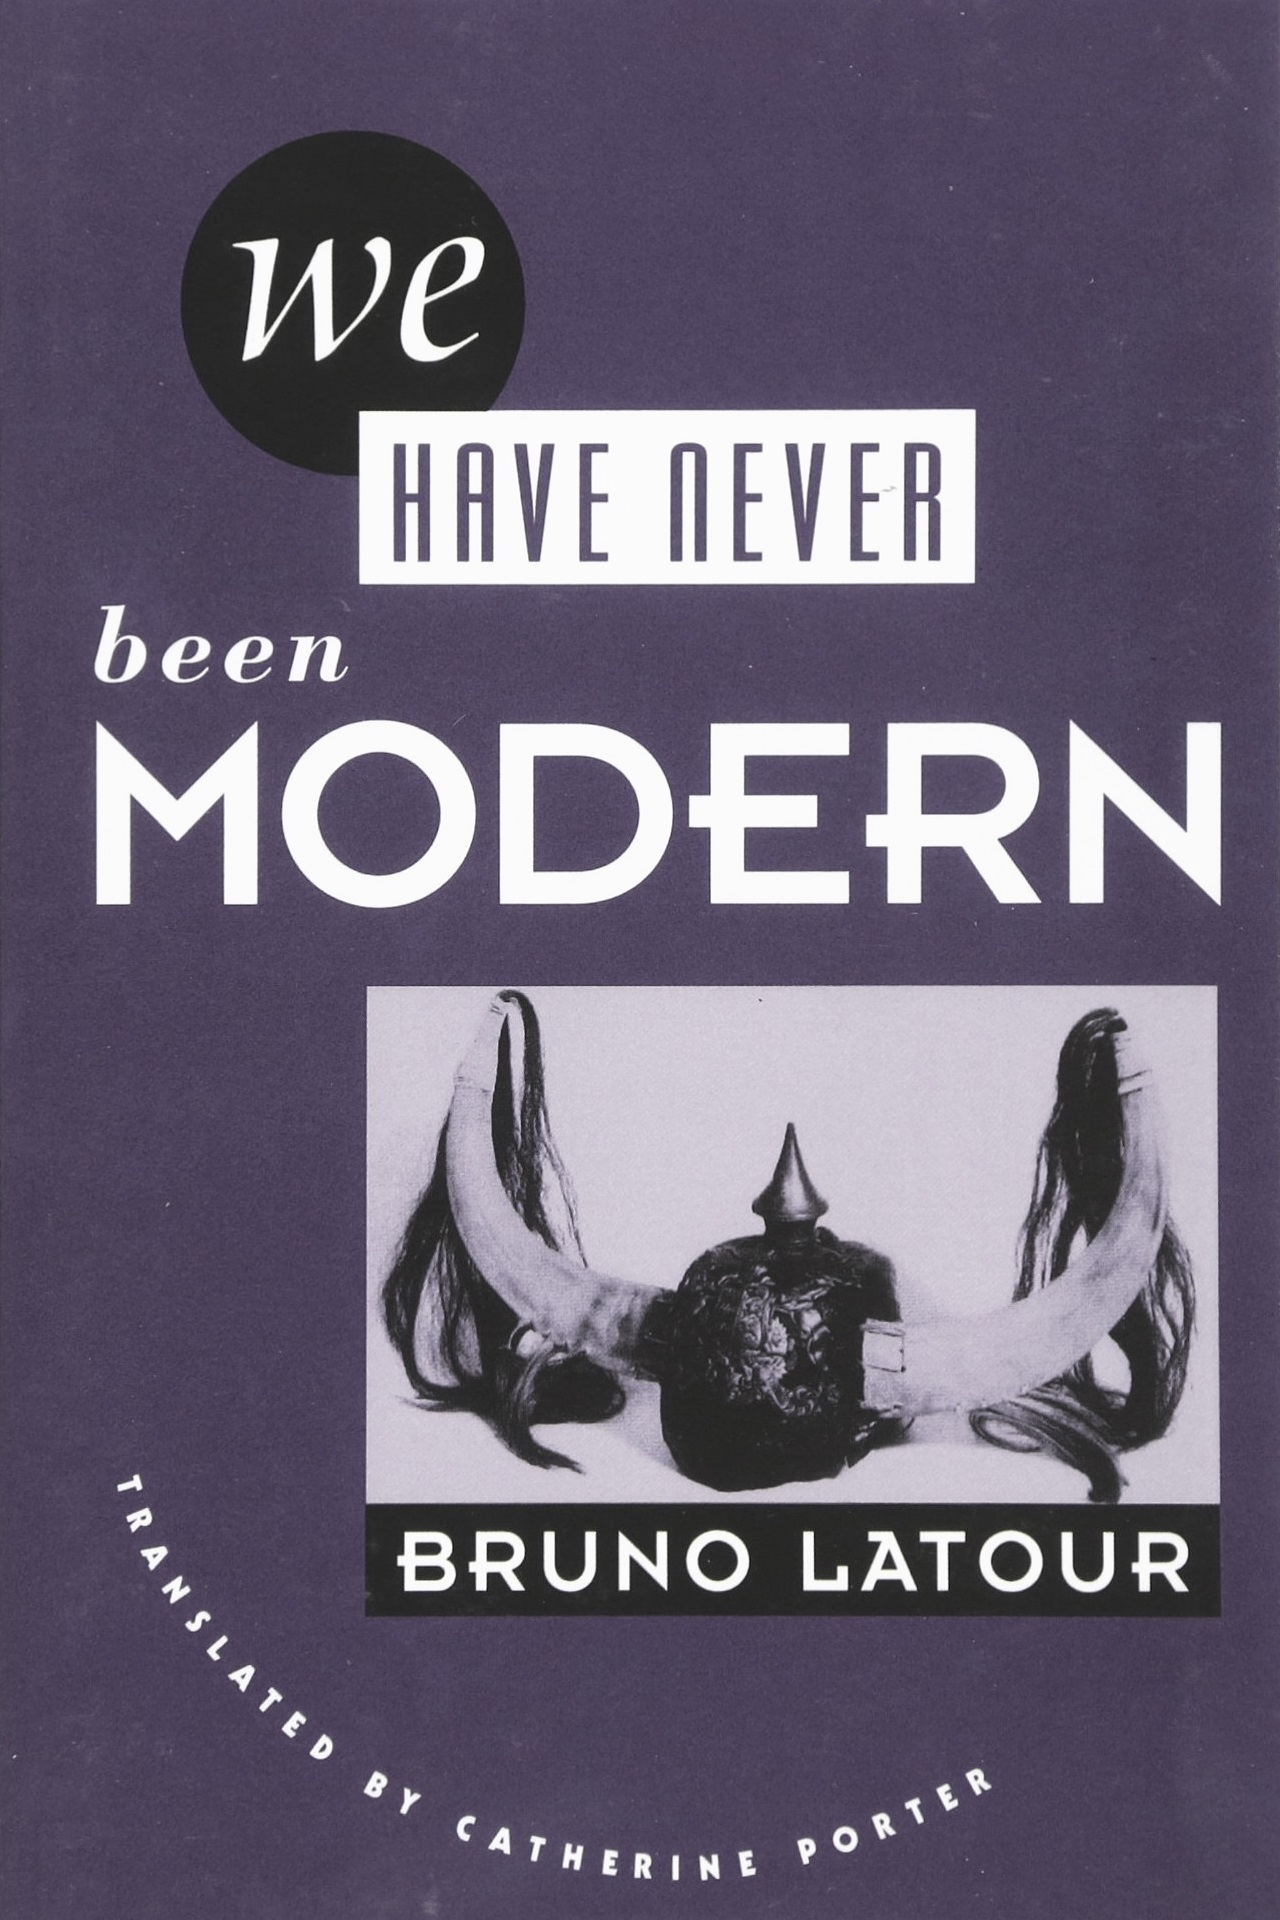 we
HAVE NEVER
been
MODERN
BRUNO LATOUR
TRANSLATED BY CATHERINE PORTER